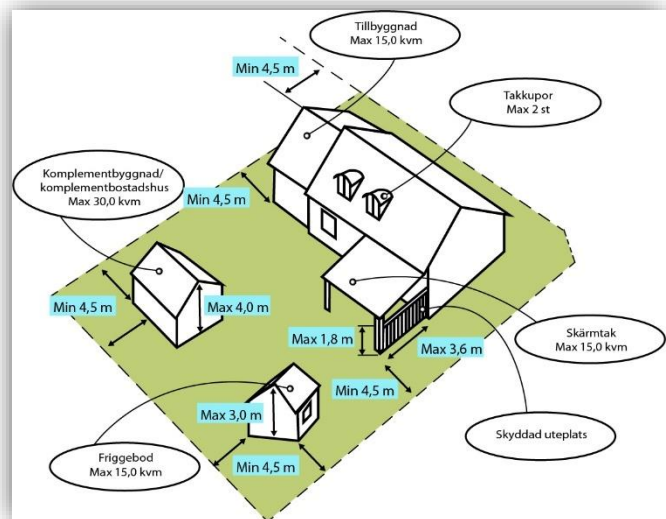 Tillbyggnad
Max 15,0 kvm
Min 4,5 m
Takkupor
Max 2 st
Komplementbyggnad/
komplementbostadshus
Max 30,0 kvm
Min 4,5 m
Min 4,5 m
Max 4,0 m
Max 1,8 m
Max 3,6 m
Skärmtak
Max 15,0 kvm
Min 4,5 m
Max 3,0 m
Skyddad uteplats
Friggebod
Max 15,0 kvm
Min 4,5 m